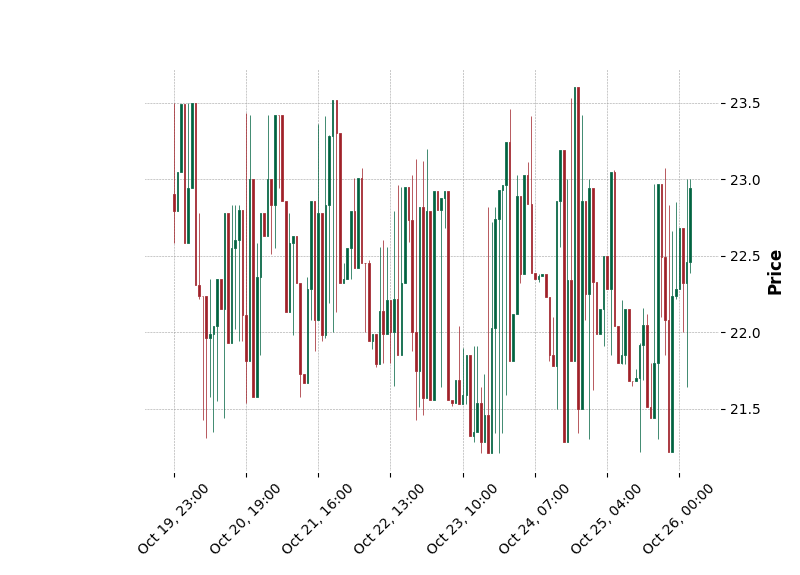 23.5
23.0
22.5
22.0
21.5
Price
Oct 19, 23:00
Oct 20, 19:00
Oct 21, 16:00
Oct 22, 13:00
Oct 23, 10:00
Oct 24, 07:00
Oct 25, 04:00
Oct 26, 00:00